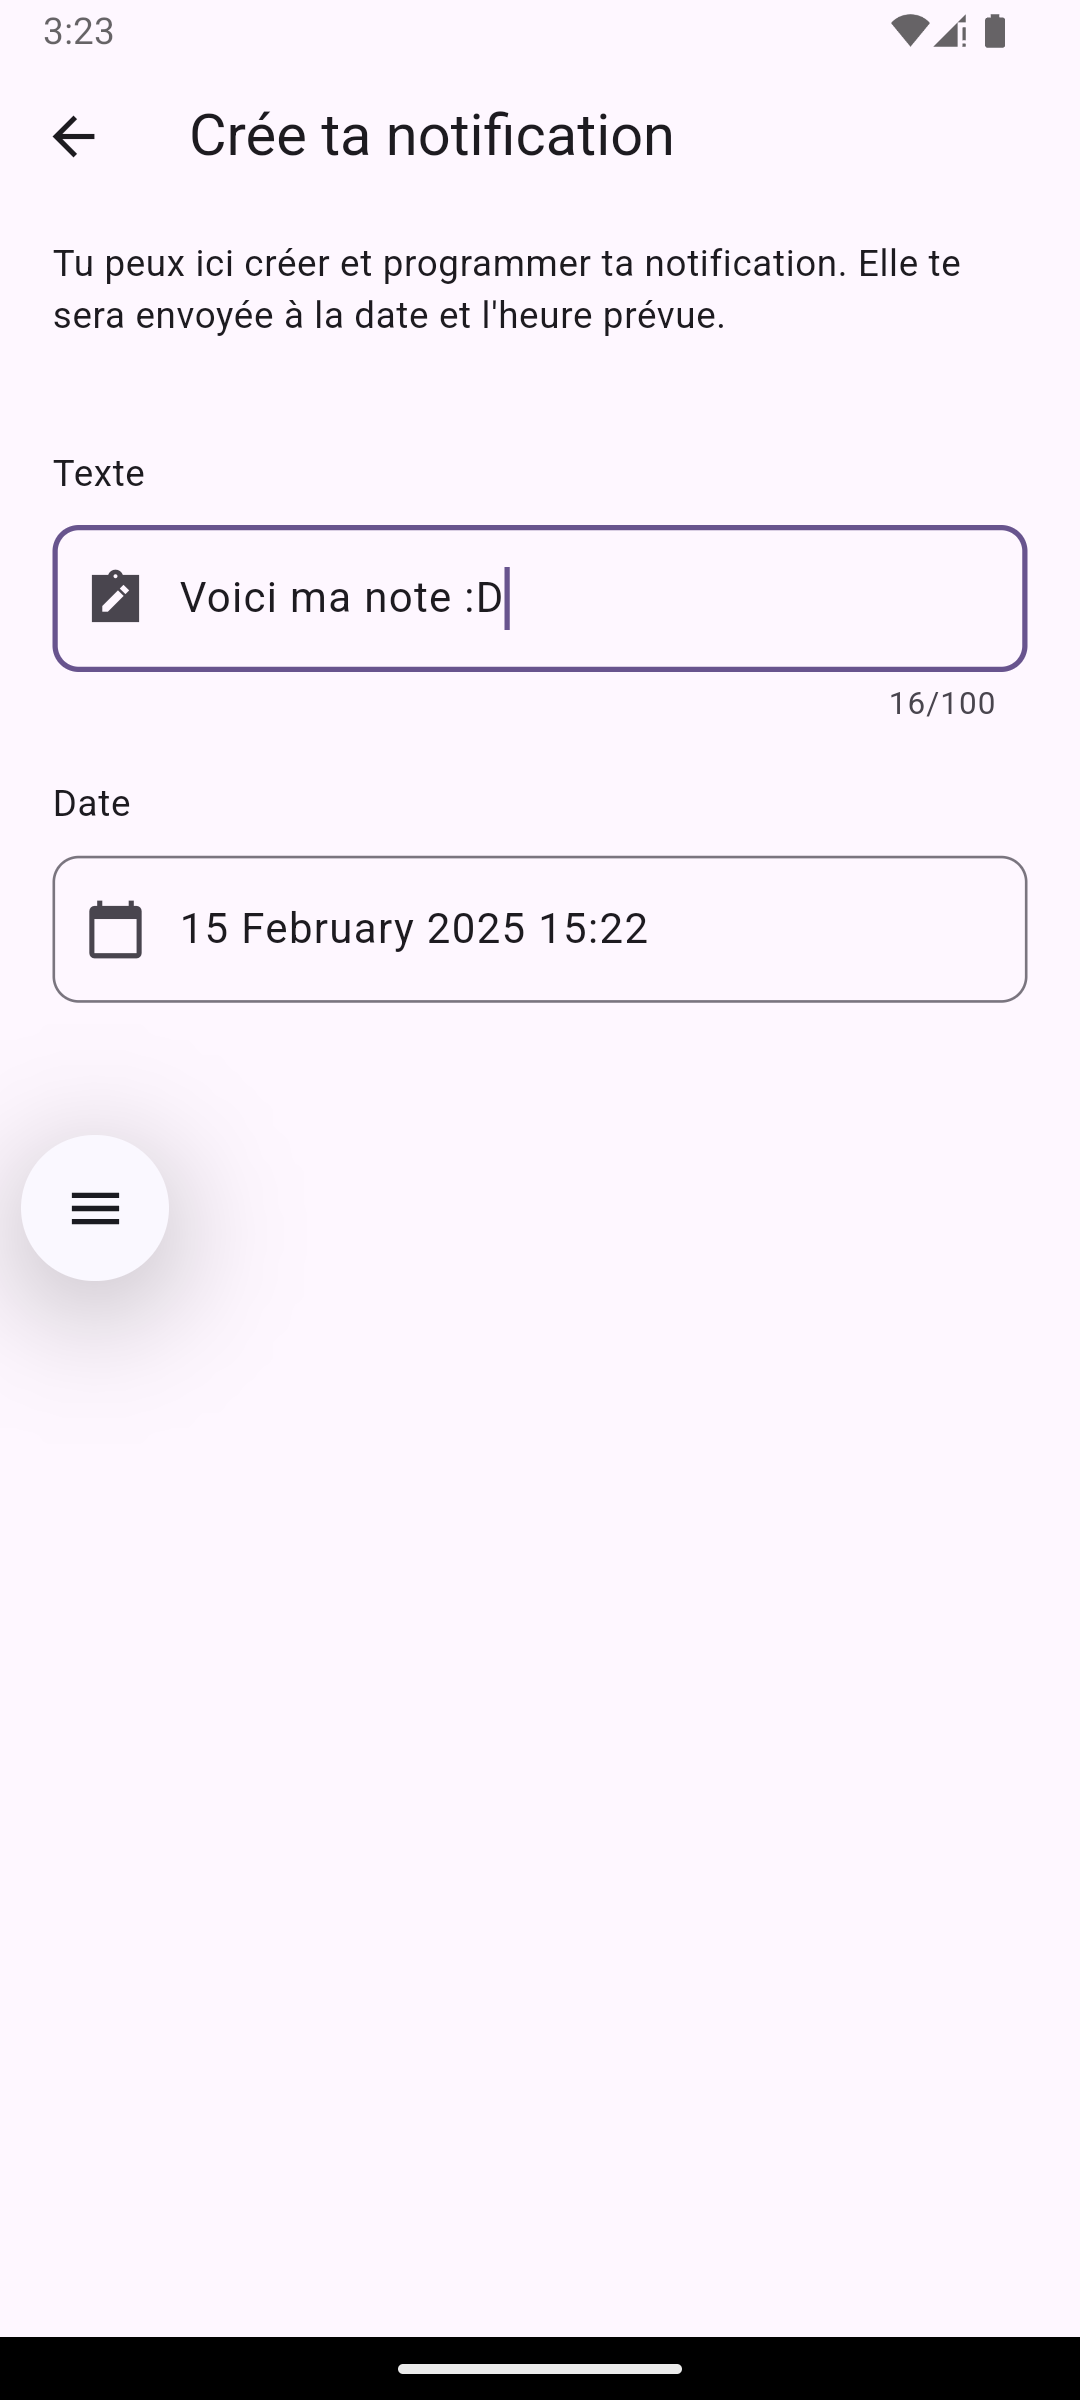 3:23
Crée ta notification
Tu peux ici créer et programmer ta notification. Elle te
sera envoyée à la date et l'heure prévue.
Texte
Voici ma note :D
16/100
Date
15 February 2025 15:22